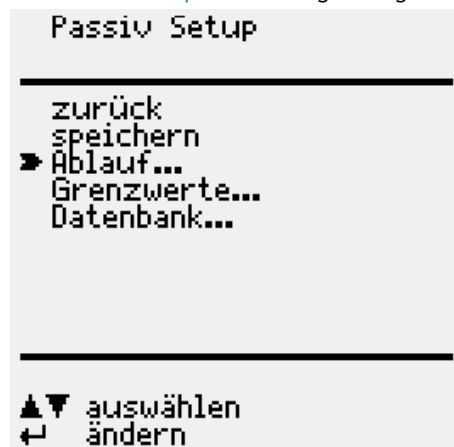 Passiv Setup
zurück
speichern
Ablauf...
Grenzwerte...
Datenbank...
▲▼ auswählen
↵ ändern